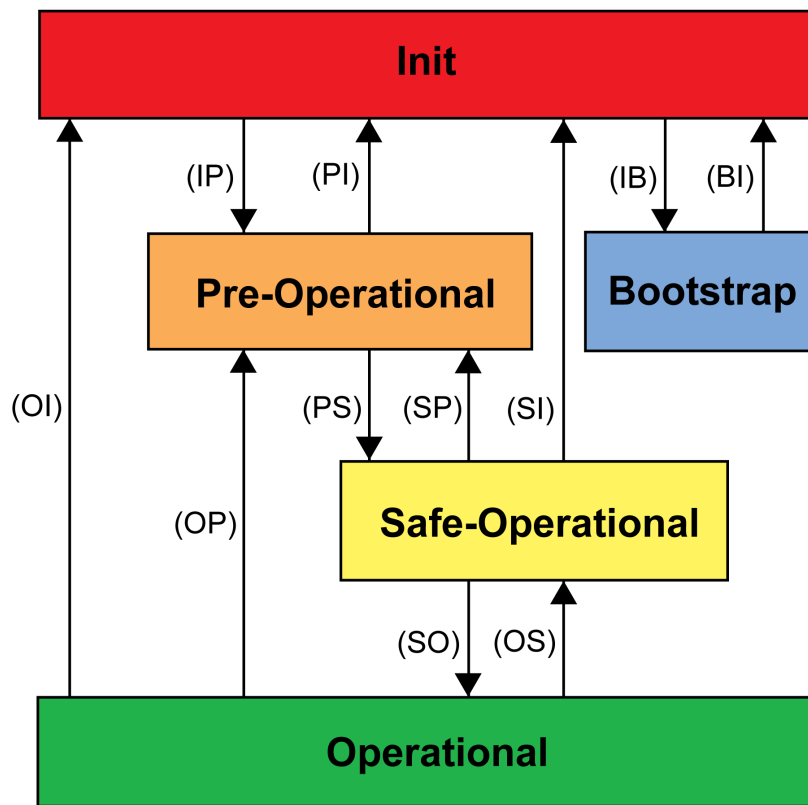 Init
(IP)
(PI)
(IB)
(BI)
Pre-Operational
Bootstrap
(OI)
(PS)
(SP)
(SI)
(OP)
Safe-Operational
(SO)
(OS)
Operational